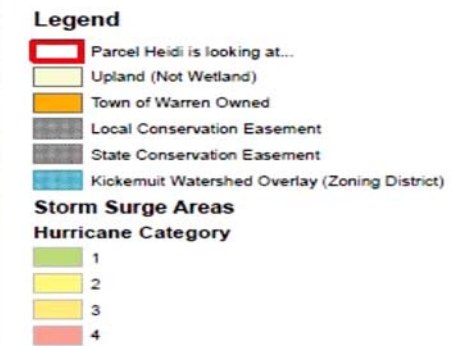 Legend
Parcel Heidi is looking at...
Upland (Not Wetland)
Town of Warren Owned
Local Conservation Easement
State Conservation Easement
Kickemuit Watershed Overlay (Zoning District)
Storm Surge Areas
Hurricane Category
1
2
3
4